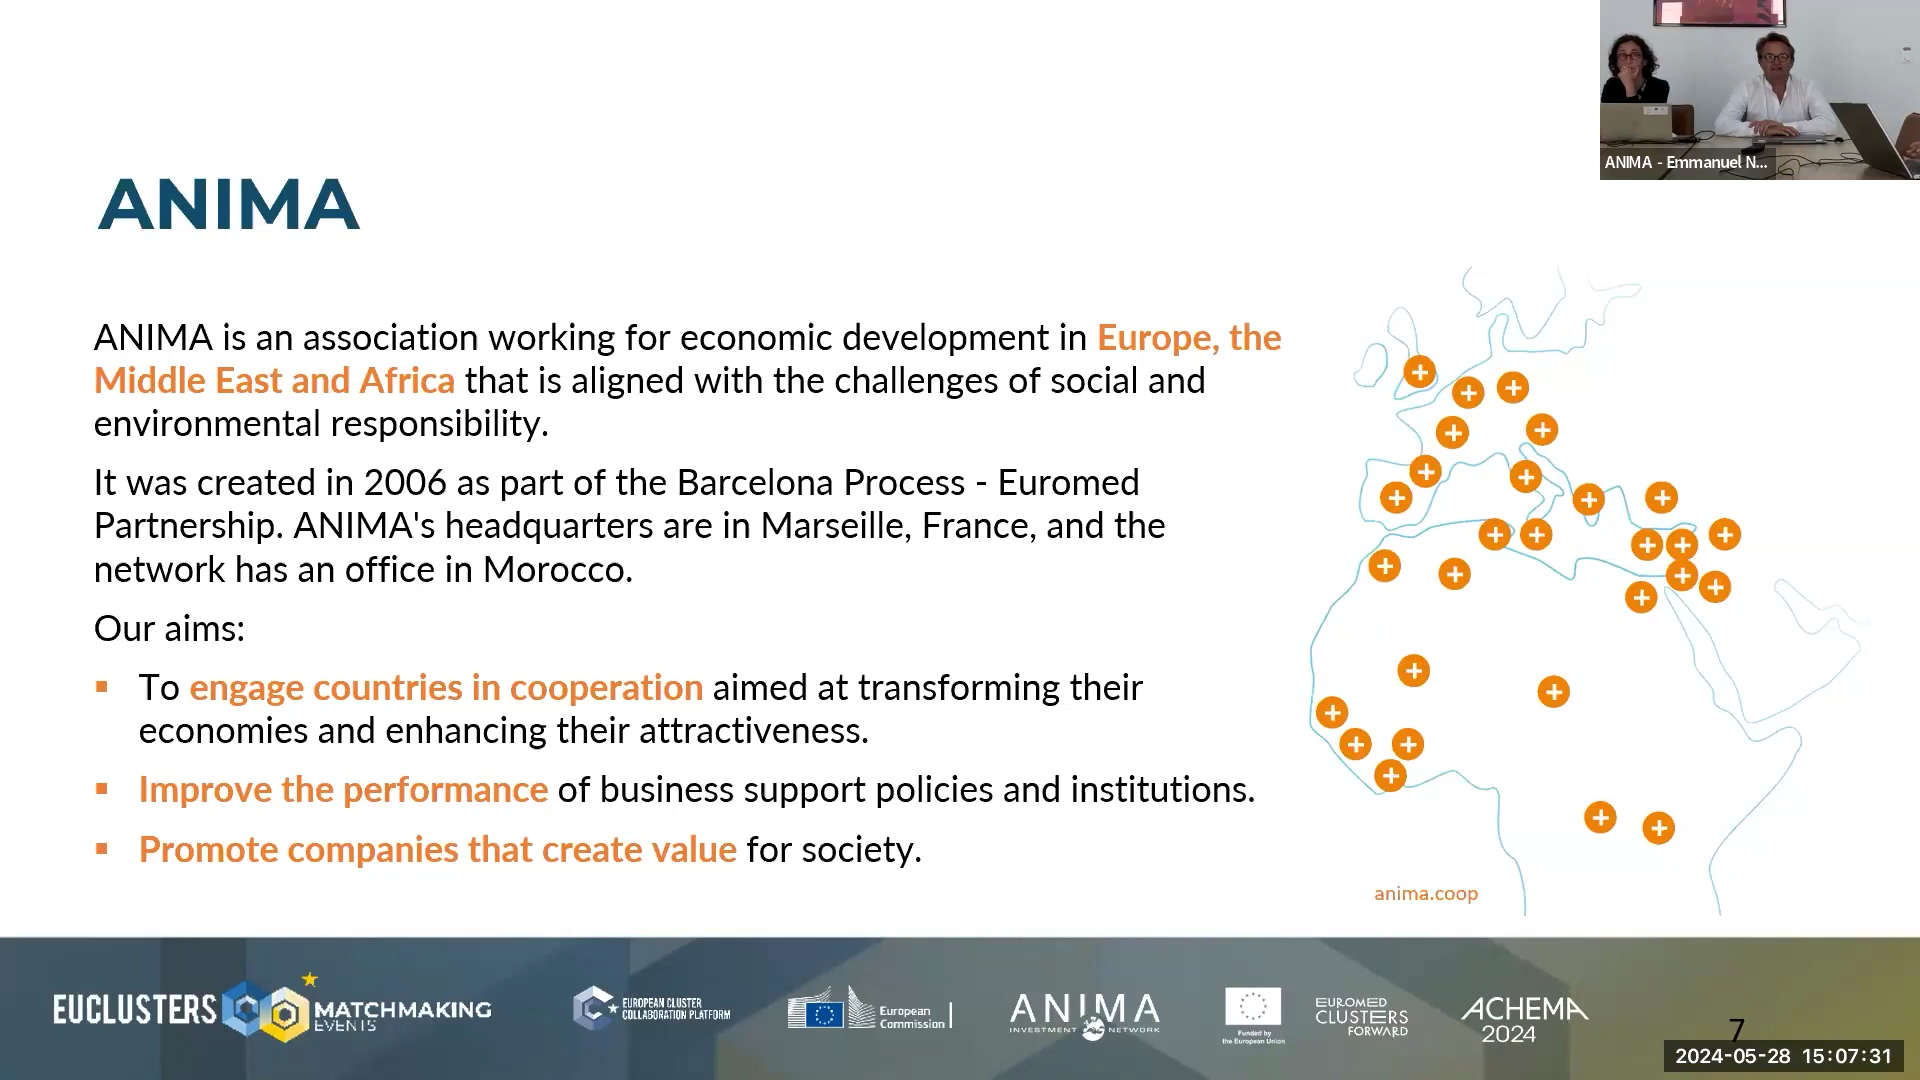 ANIMA - Emmanuel N...
ANIMA
ANIMA is an association working for economic development in Europe, the
Middle East and Africa that is aligned with the challenges of social and
environmental responsibility.
It was created in 2006 as part of the Barcelona Process - Euromed
Partnership. ANIMA's headquarters are in Marseille, France, and the
network has an office in Morocco.
Our aims:
▪ To engage countries in cooperation aimed at transforming their
economies and enhancing their attractiveness.
▪ Improve the performance of business support policies and institutions.
▪ Promote companies that create value for society.
anima.coop
EUCLUSTERS
MATCHMAKING
EVENTS
EUROPEAN CLUSTER
COLLABORATION PLATFORM
European
Commission
ANIMA
INVESTMENT NETWORK
Funded by
the European Union
EUROMED
CLUSTERS
FORWARD
ACHEMA
2024
7
2024-05-28 15:07:31